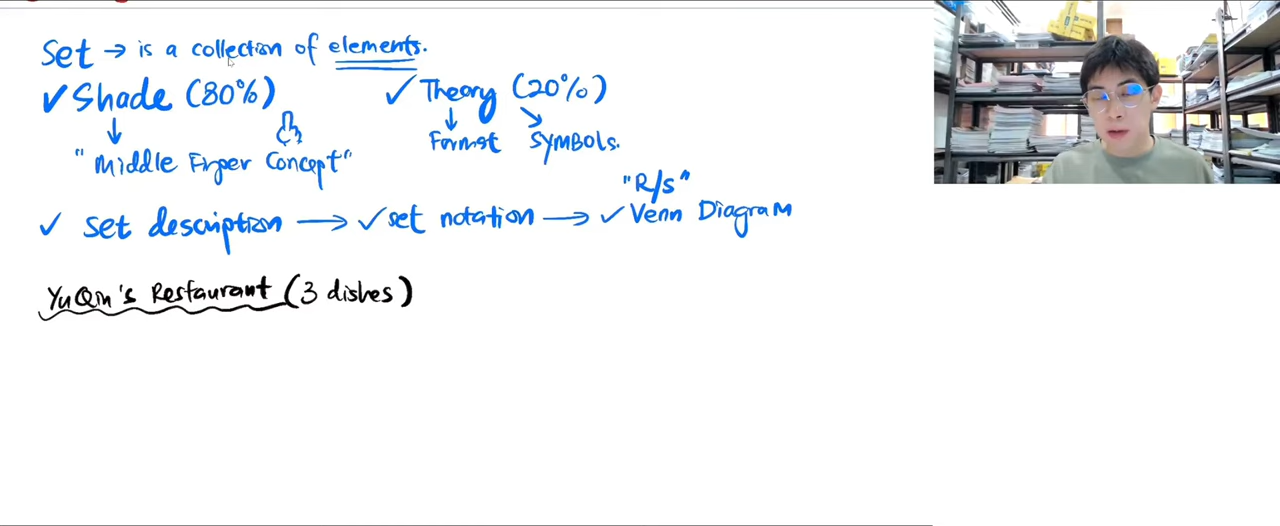 Set → is a collection of elements.
✓ Shade (80%) ✓ Theory (20%)
↓ Format ↘ SYMBOLS.
"Middle Finger Concept"
"R/s"
✓ set description → ✓ set notation → ✓ Venn Diagram
YuQin's Restaurant (3 dishes)